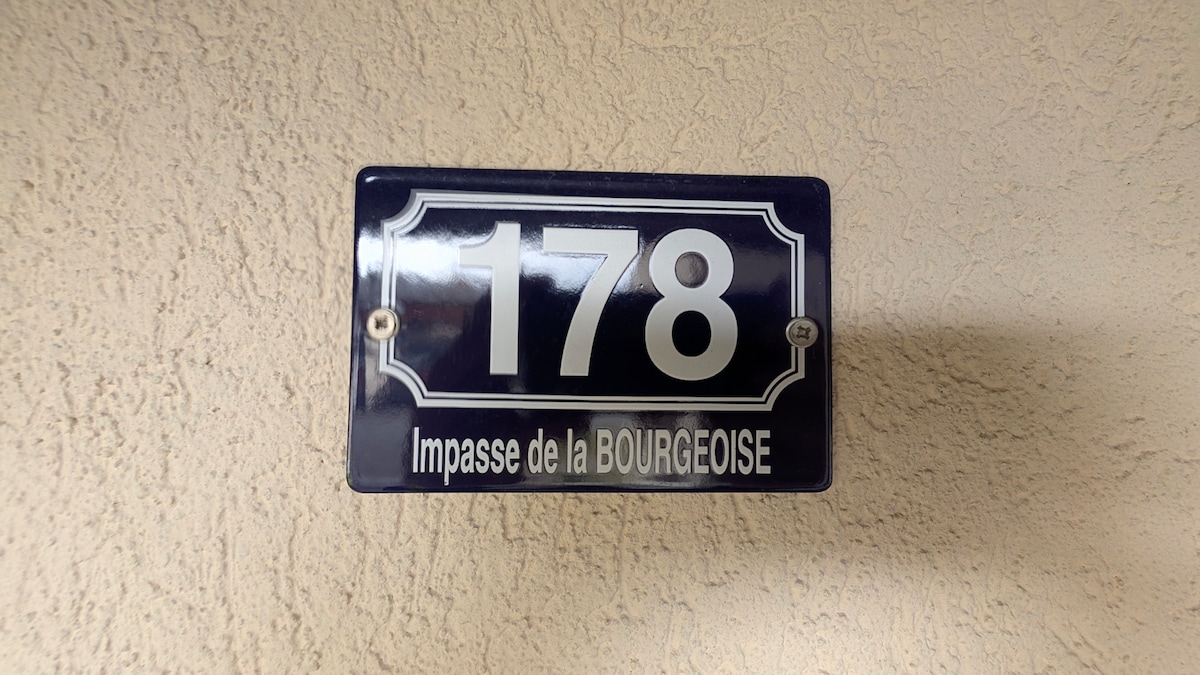 178
Impasse de la BOURGEOISE